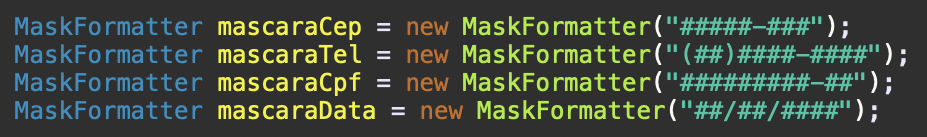 MaskFormatter mascaraCep = new MaskFormatter("#####-###");
MaskFormatter mascaraTel = new MaskFormatter("(##)####-####");
MaskFormatter mascaraCpf = new MaskFormatter("#########-##");
MaskFormatter mascaraData = new MaskFormatter("##/##/####");